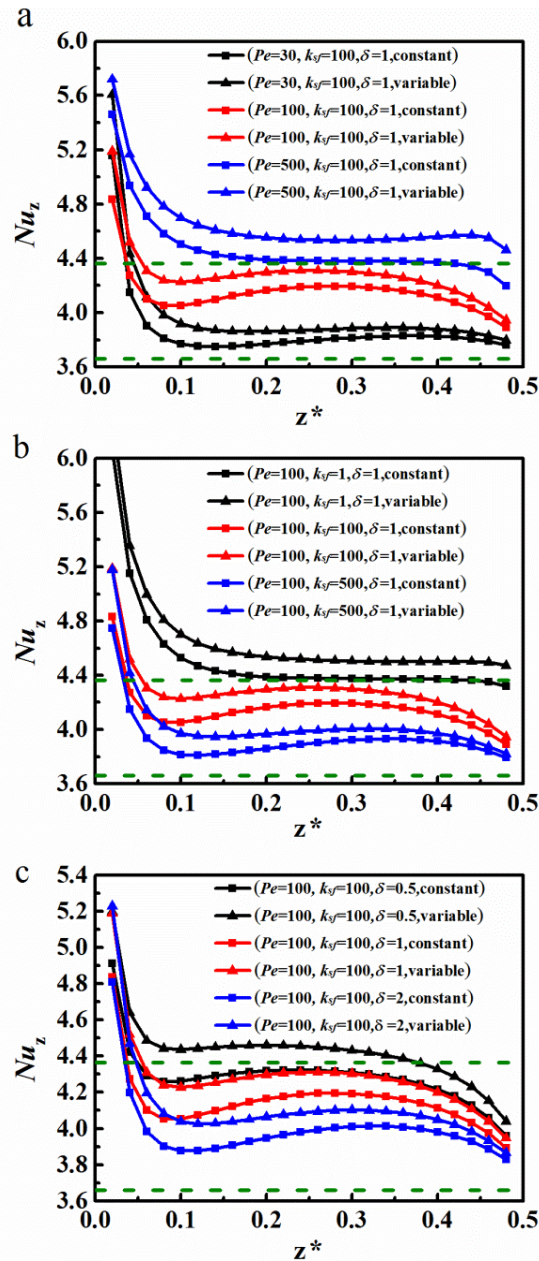 a
6.0
(Pe=30, ksf=100,δ=1,constant)
(Pe=30, ksf=100,δ=1,variable)
5.6
(Pe=100, ksf=100,δ=1,constant)
(Pe=100, ksf=100,δ=1,variable)
5.2
(Pe=500, ksf=100,δ=1,constant)
(Pe=500, ksf=100,δ=1,variable)
Nuz
4.8
4.4
4.0
3.6
0.0 0.1 0.2 0.3 0.4 0.5
z*
b
6.0
(Pe=100, ksf=1,δ=1,constant)
(Pe=100, ksf=1,δ=1,variable)
5.6
(Pe=100, ksf=100,δ=1,constant)
(Pe=100, ksf=100,δ=1,variable)
5.2
(Pe=100, ksf=500,δ=1,constant)
(Pe=100, ksf=500,δ=1,variable)
Nuz
4.8
4.4
4.0
3.6
0.0 0.1 0.2 0.3 0.4 0.5
z*
c
5.4
(Pe=100, ksf=100,δ=0.5,constant)
5.2
(Pe=100, ksf=100,δ=0.5,variable)
5.0
(Pe=100, ksf=100,δ=1,constant)
(Pe=100, ksf=100,δ=1,variable)
4.8
(Pe=100, ksf=100,δ=2,constant)
(Pe=100, ksf=100,δ=2,variable)
Nuz
4.6
4.4
4.2
4.0
3.8
3.6
0.0 0.1 0.2 0.3 0.4 0.5
z*